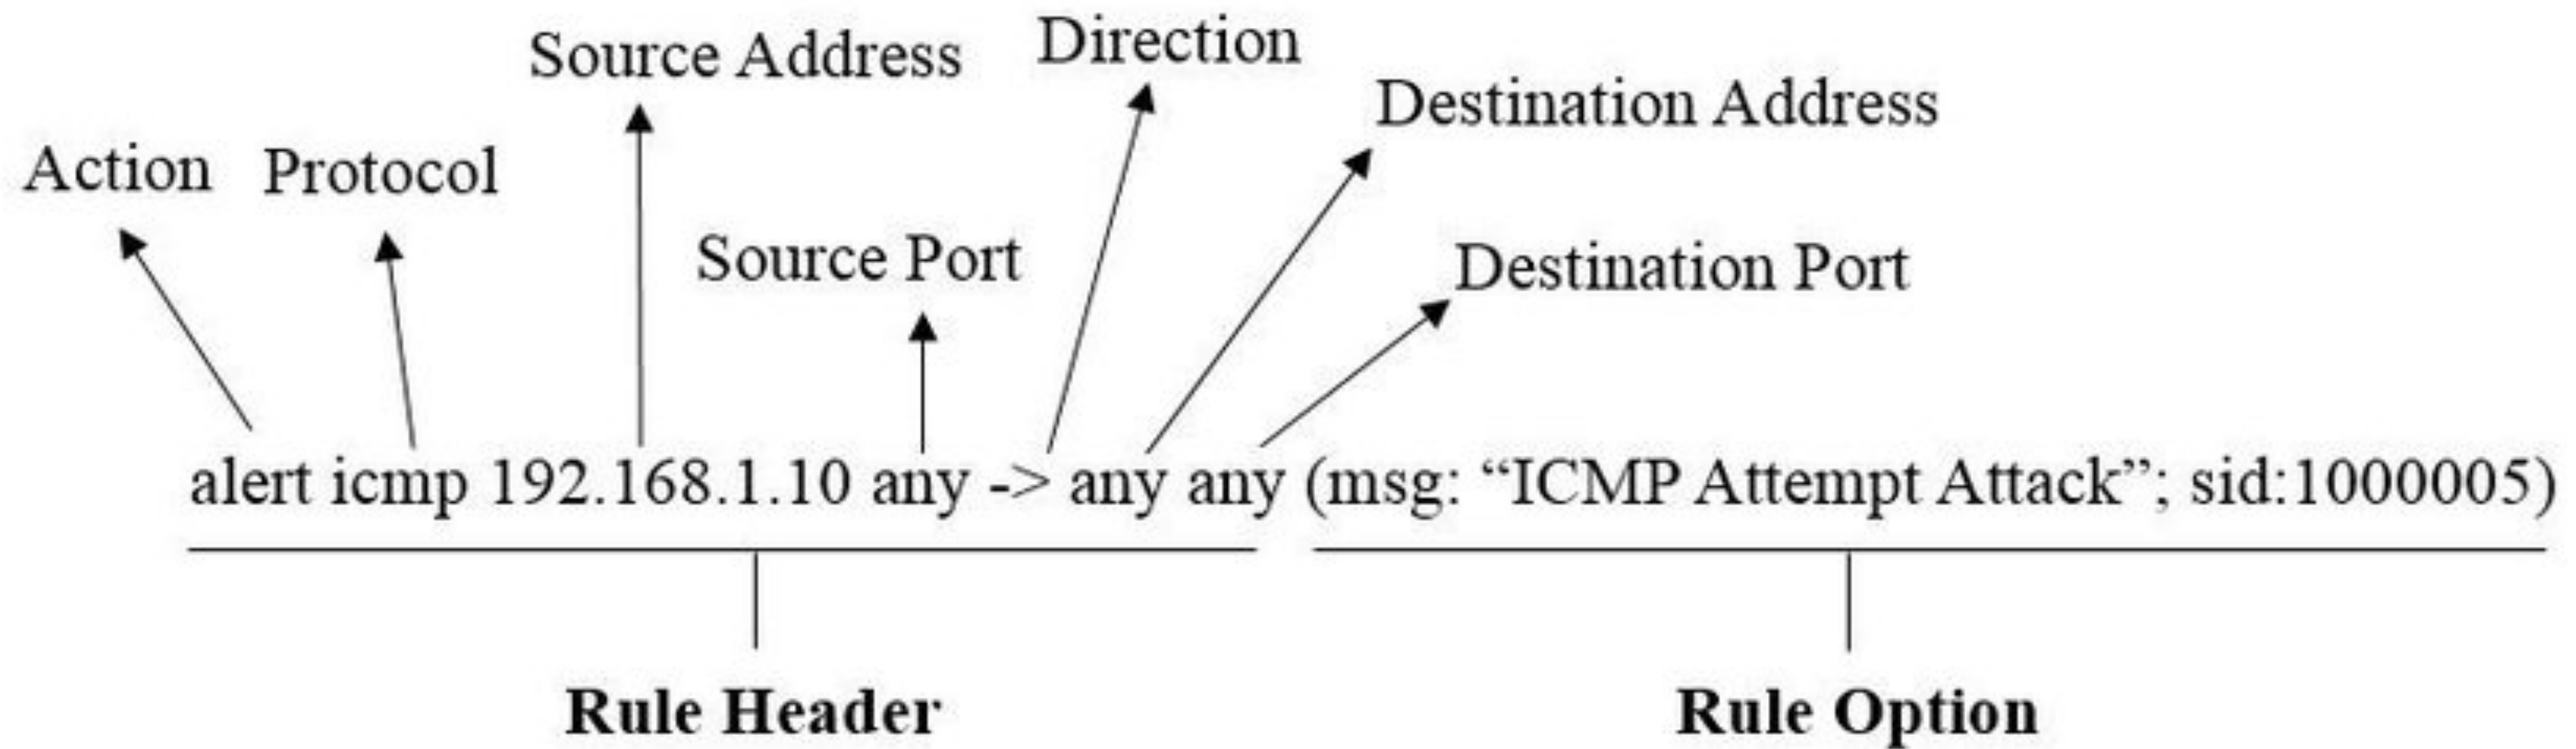 Source Address
Direction
Destination Address
Action
Protocol
Source Port
Destination Port
alert icmp 192.168.1.10 any -> any any (msg: “ICMP Attempt Attack”; sid:1000005)
Rule Header
Rule Option